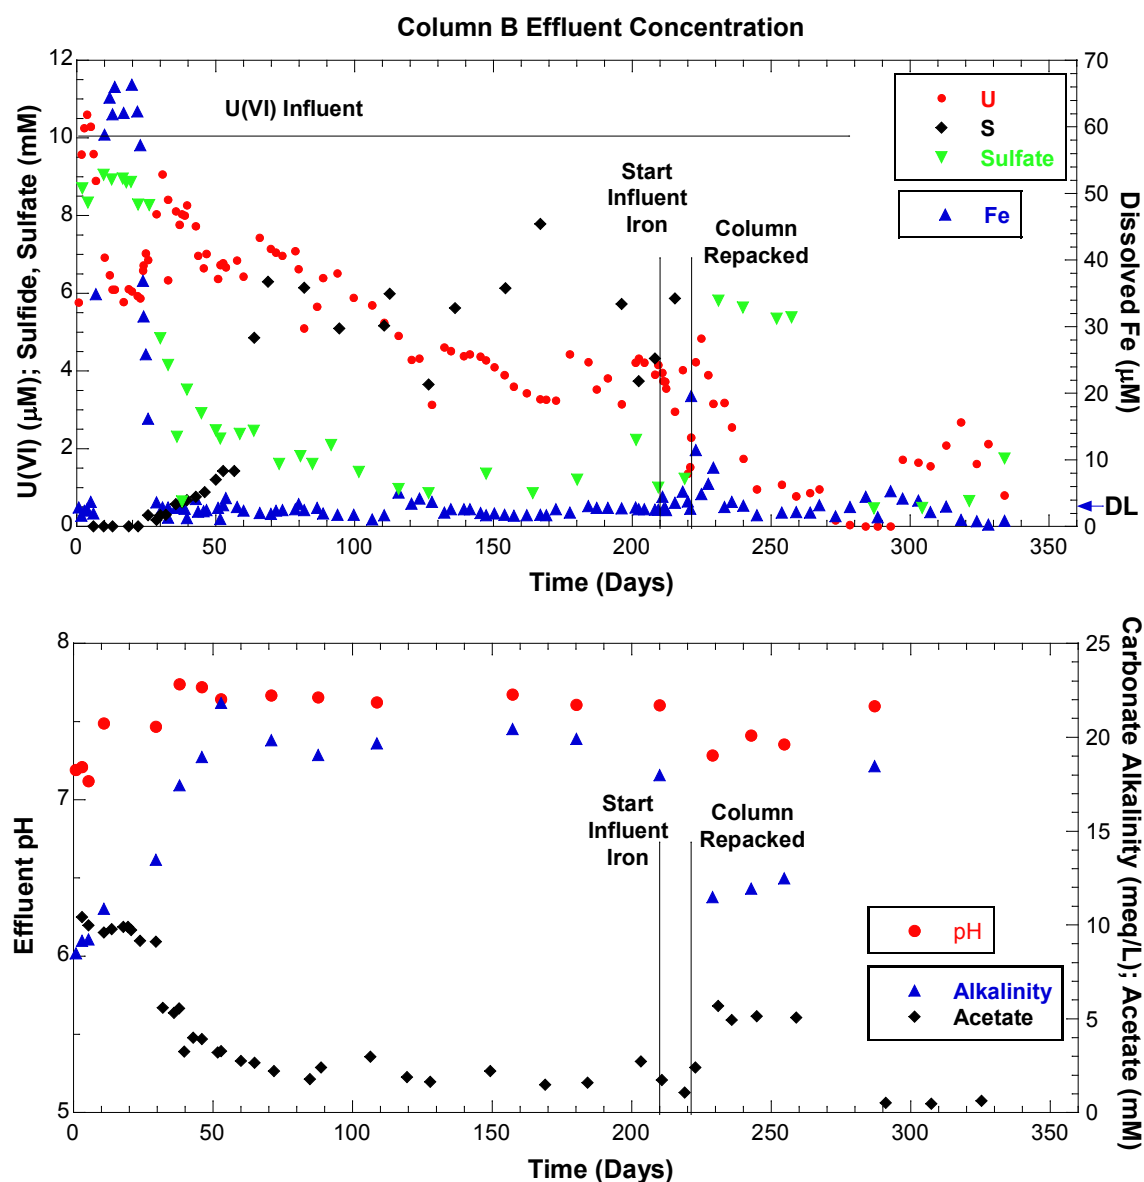 Column B Effluent Concentration
12
10
8
6
4
2
0
U(VI) (µM); Sulfide, Sulfate (mM)
U(VI) Influent
Start
Influent
Iron
Column
Repacked
U
S
Sulfate
Fe
70
60
50
40
30
20
10
0
Dissolved Fe (µM)
DL
0 50 100 150 200 250 300 350
Time (Days)
8
7
6
5
Effluent pH
Start
Influent
Iron
Column
Repacked
pH
Alkalinity
Acetate
25
20
15
10
5
0
Carbonate Alkalinity (meq/L); Acetate (mM)
0 50 100 150 200 250 300 350
Time (Days)